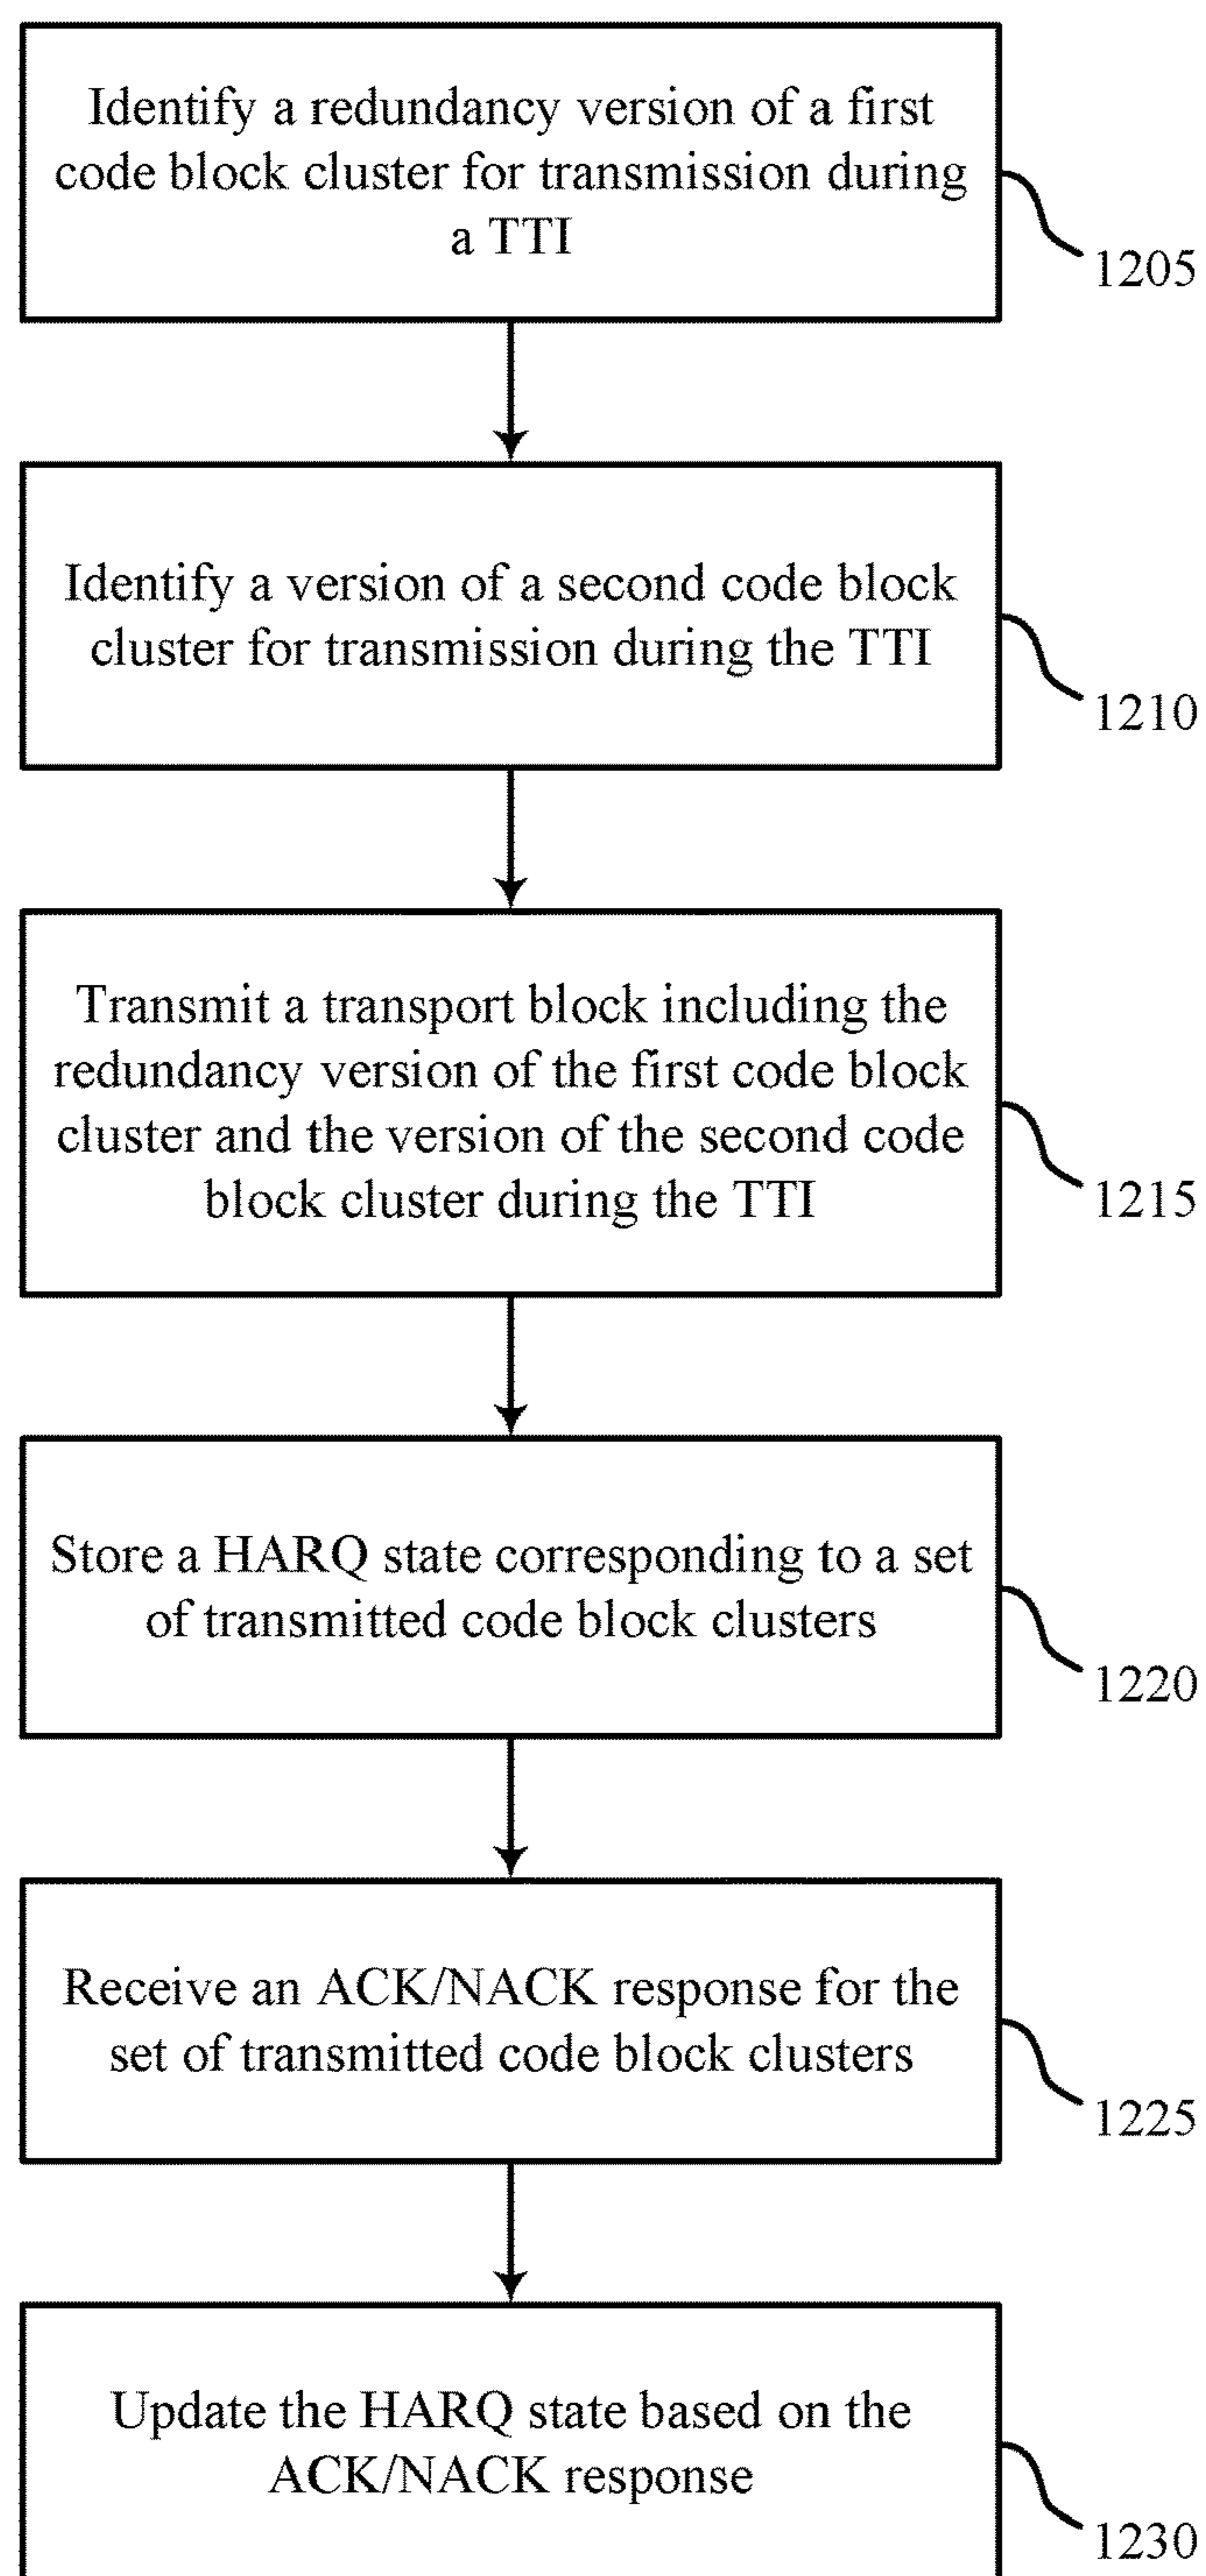 Identify a redundancy version of a first
code block cluster for transmission during
a TTI
1205
Identify a version of a second code block
cluster for transmission during the TTI
1210
Transmit a transport block including the
redundancy version of the first code block
cluster and the version of the second code
block cluster during the TTI
1215
Store a HARQ state corresponding to a set
of transmitted code block clusters
1220
Receive an ACK/NACK response for the
set of transmitted code block clusters
1225
Update the HARQ state based on the
ACK/NACK response
1230